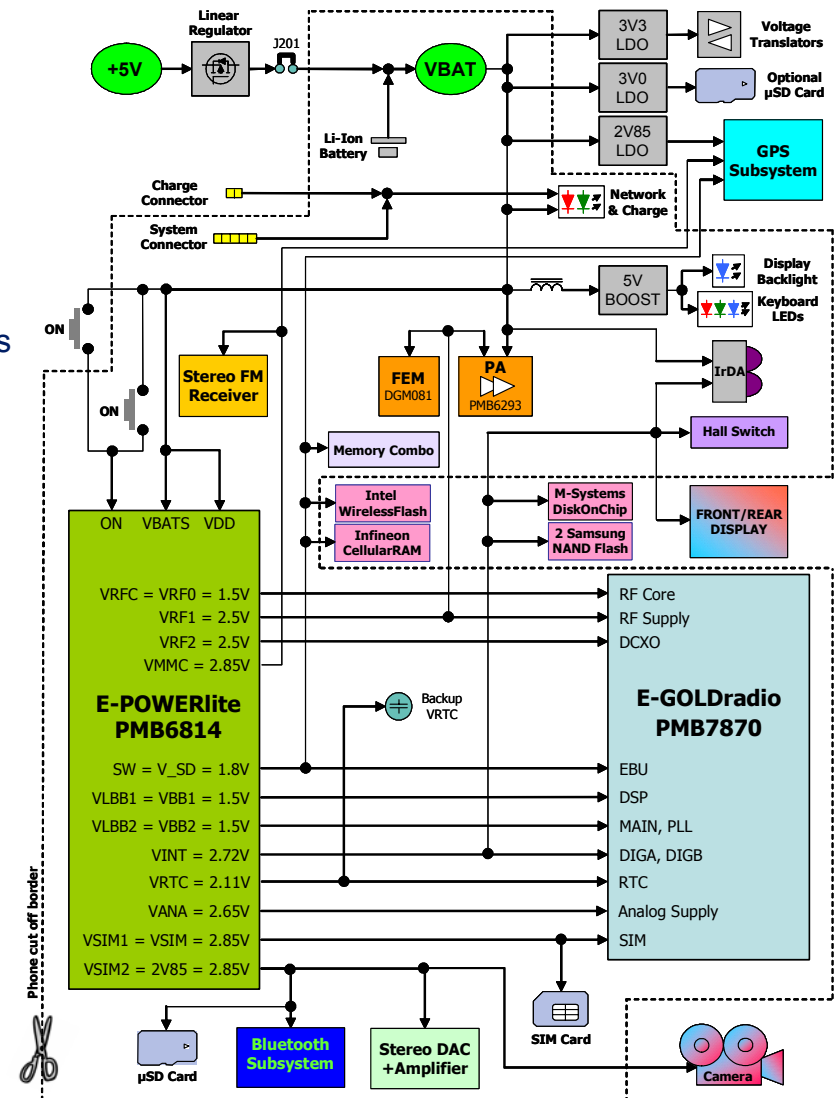 Linear
Regulator
J201
+5V
VBAT
3V3
LDO
Voltage
Translators
3V0
LDO
Optional
µSD Card
2V85
LDO
GPS
Subsystem
Li-Ion
Battery
Charge
Connector
System
Connector
Network
& Charge
5V
BOOST
Display
Backlight
Keyboard
LEDs
ON
s
ON
Stereo FM
Receiver
FEM
DGM081
PA
PMB6293
IrDA
Hall Switch
Memory Combo
Intel
WirelessFlash
Infineon
CellularRAM
M-Systems
DiskOnChip
2 Samsung
NAND Flash
FRONT/REAR
DISPLAY
ON VBATS VDD
VRFC = VRF0 = 1.5V
VRF1 = 2.5V
VRF2 = 2.5V
VMMC = 2.85V
E-POWERlite
PMB6814
SW = V_SD = 1.8V
VLBB1 = VBB1 = 1.5V
VLBB2 = VBB2 = 1.5V
VINT = 2.72V
VRTC = 2.11V
VANA = 2.65V
VSIM1 = VSIM = 2.85V
VSIM2 = 2V85 = 2.85V
Backup
VRTC
RF Core
RF Supply
DCXO
E-GOLDradio
PMB7870
EBU
DSP
MAIN, PLL
DIGA, DIGB
RTC
Analog Supply
SIM
Phone cut off border
µSD Card
Bluetooth
Subsystem
Stereo DAC
+Amplifier
SIM Card
Camera